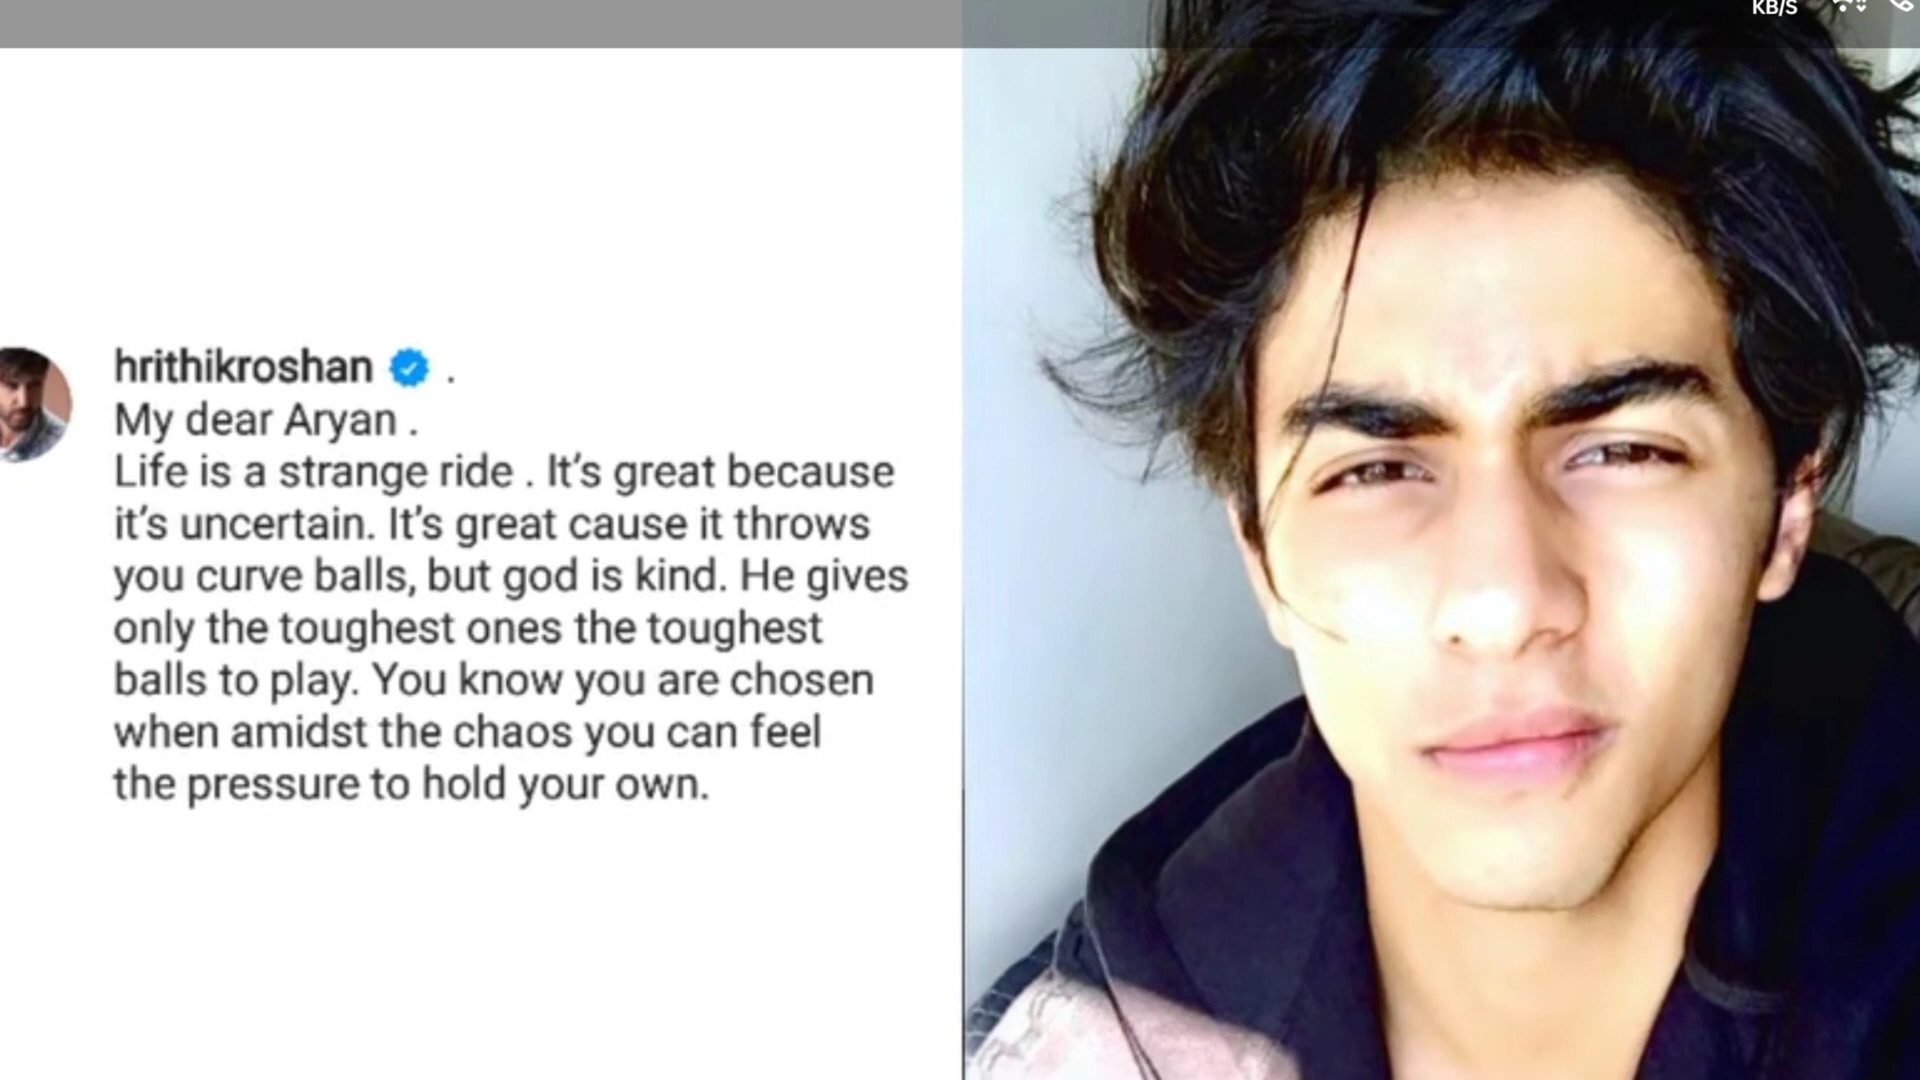 KB/S
hrithikroshan .
My dear Aryan .
Life is a strange ride . It’s great because
it’s uncertain. It’s great cause it throws
you curve balls, but god is kind. He gives
only the toughest ones the toughest
balls to play. You know you are chosen
when amidst the chaos you can feel
the pressure to hold your own.